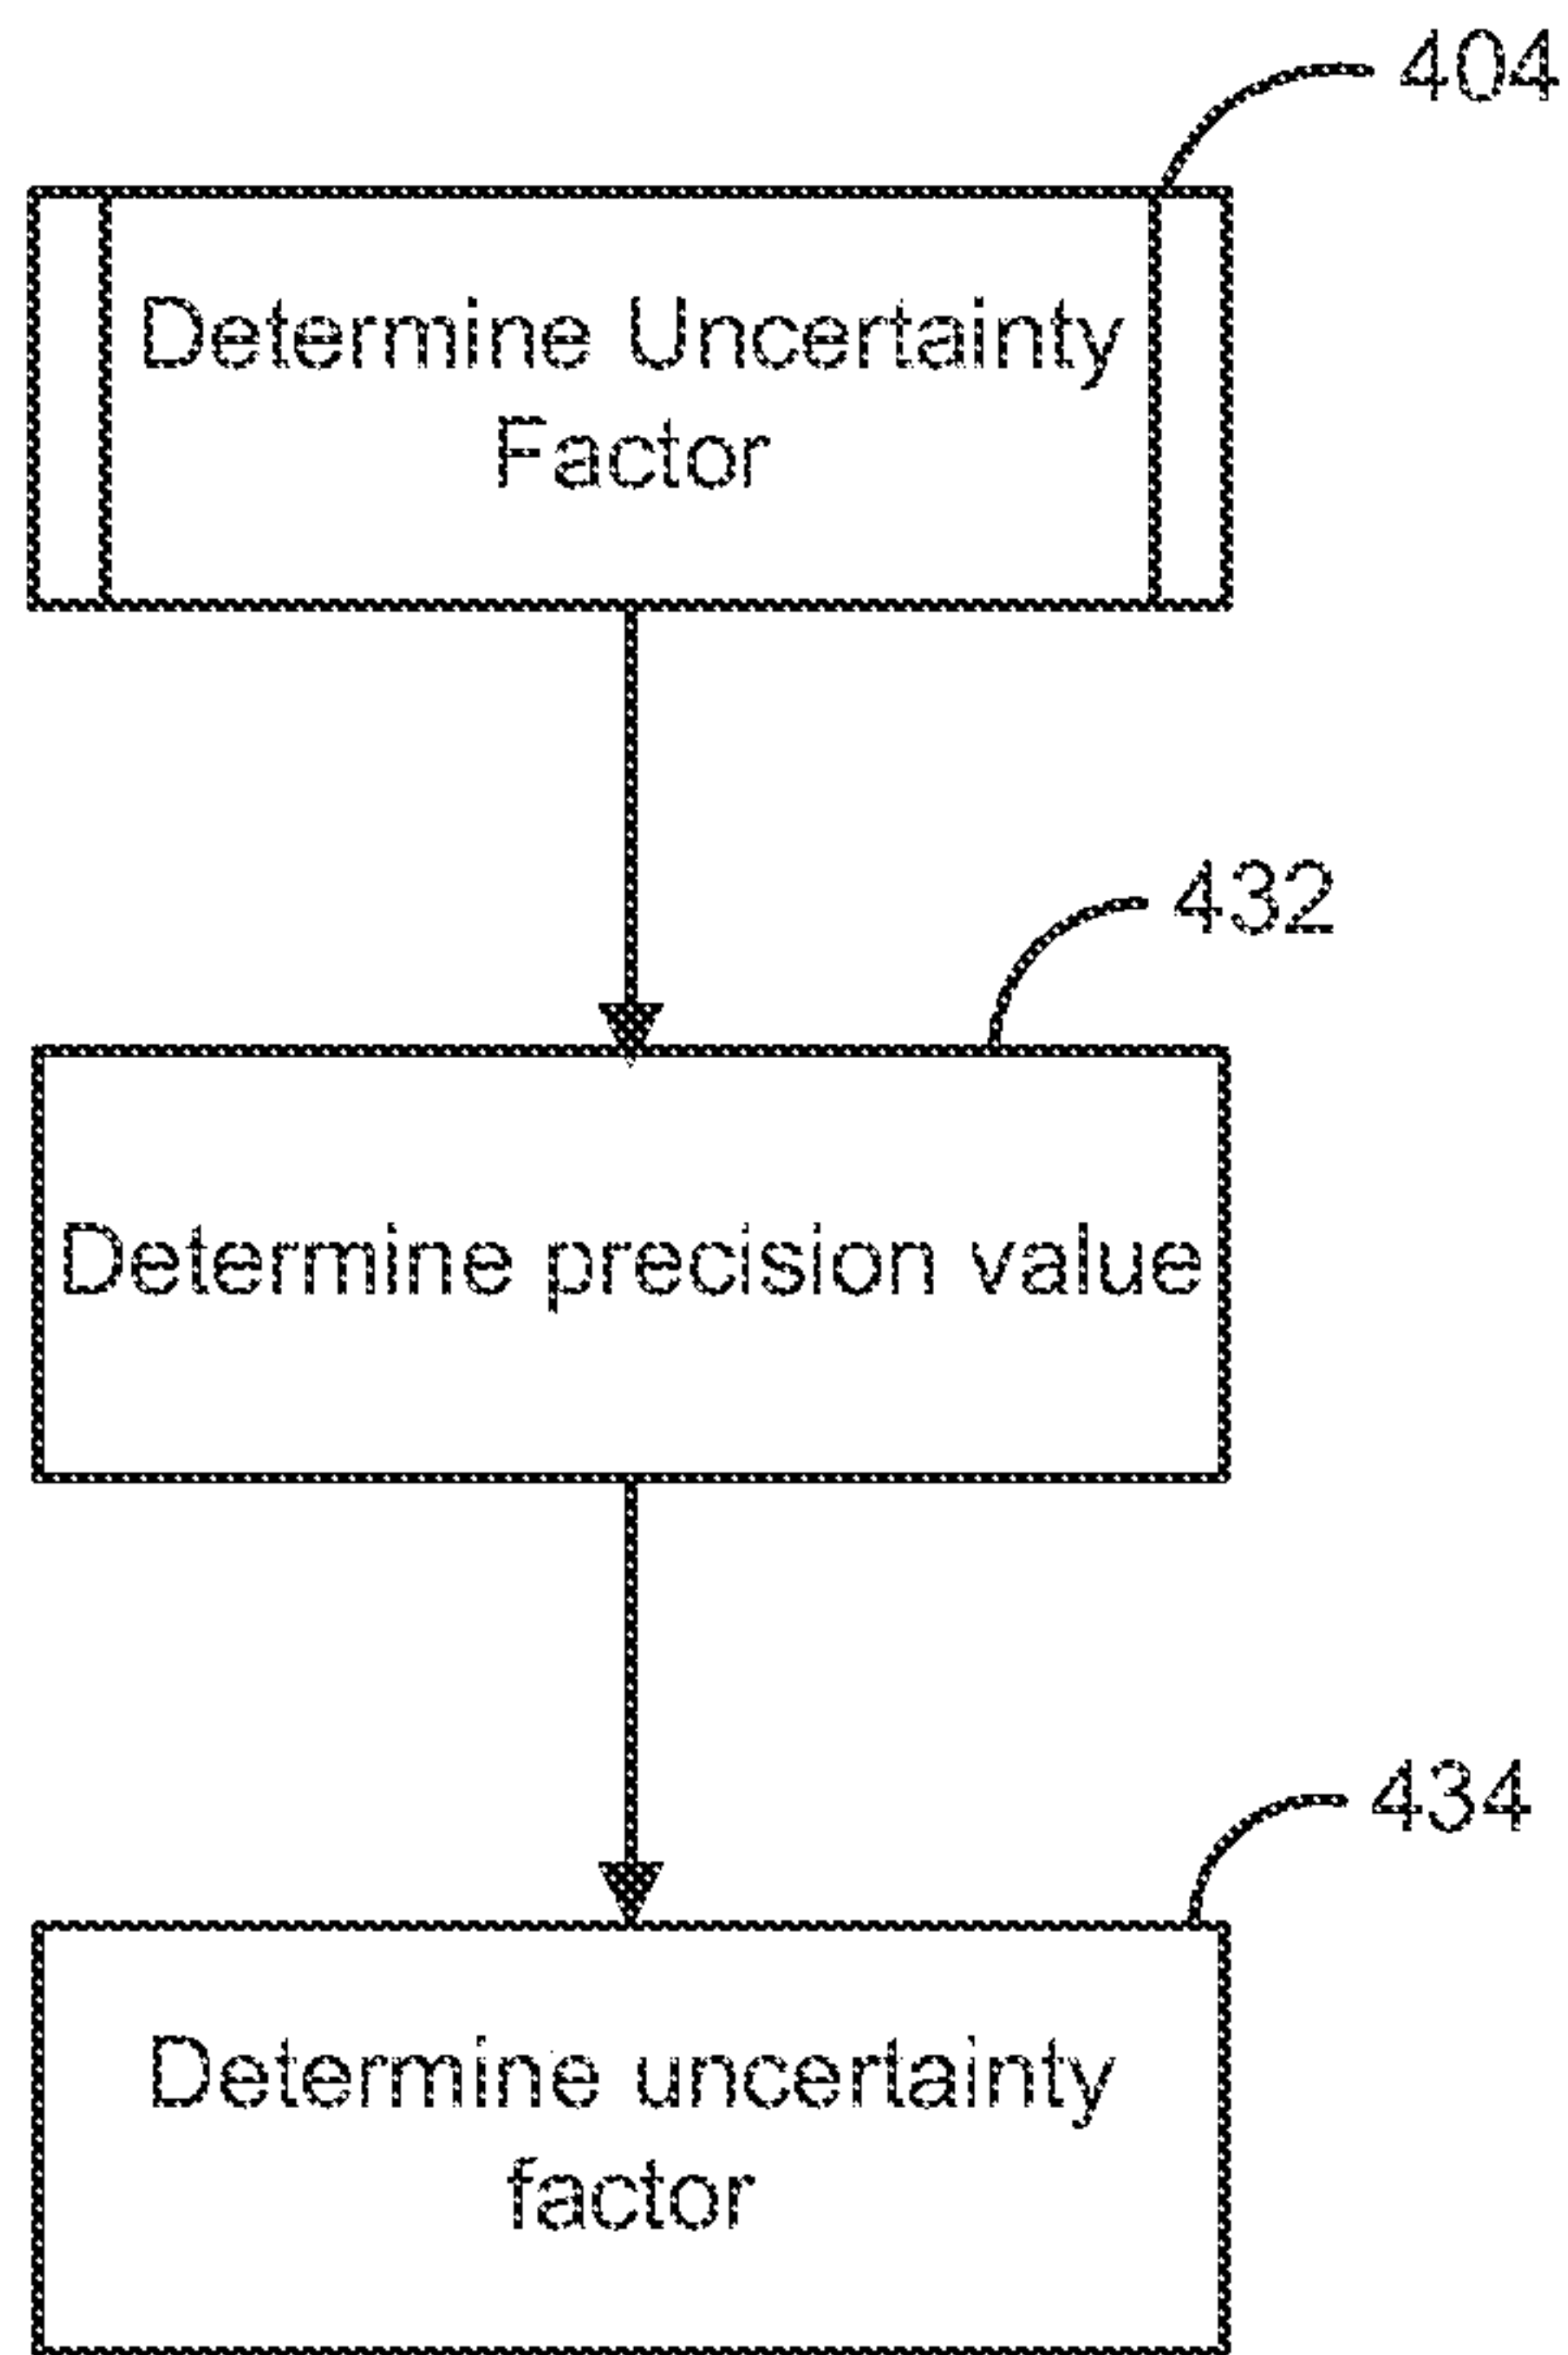 404
Determine Uncertainty
Factor
432
Determine precision value
434
Determine uncertainty
factor